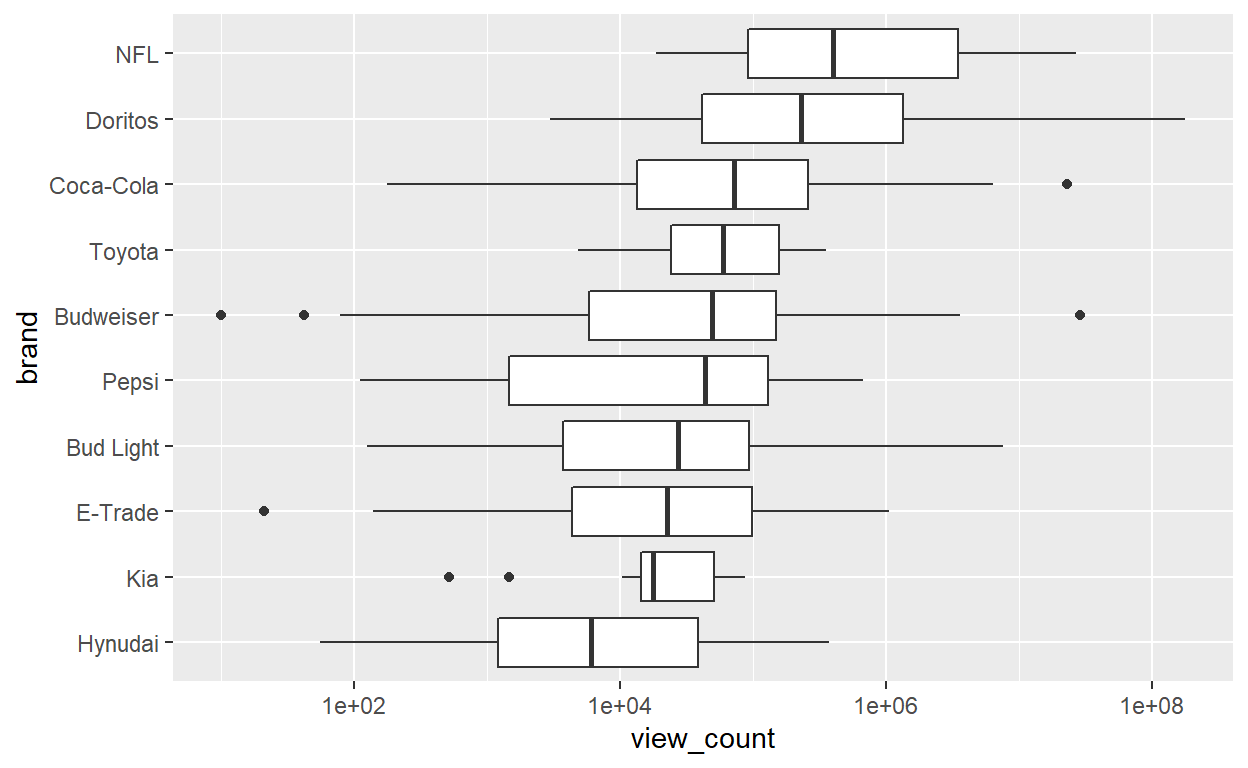 NFL
Doritos
Coca-Cola
Toyota
Budweiser
Pepsi
Bud Light
E-Trade
Kia
Hynudai
brand
1e+02 1e+04 1e+06 1e+08
view_count